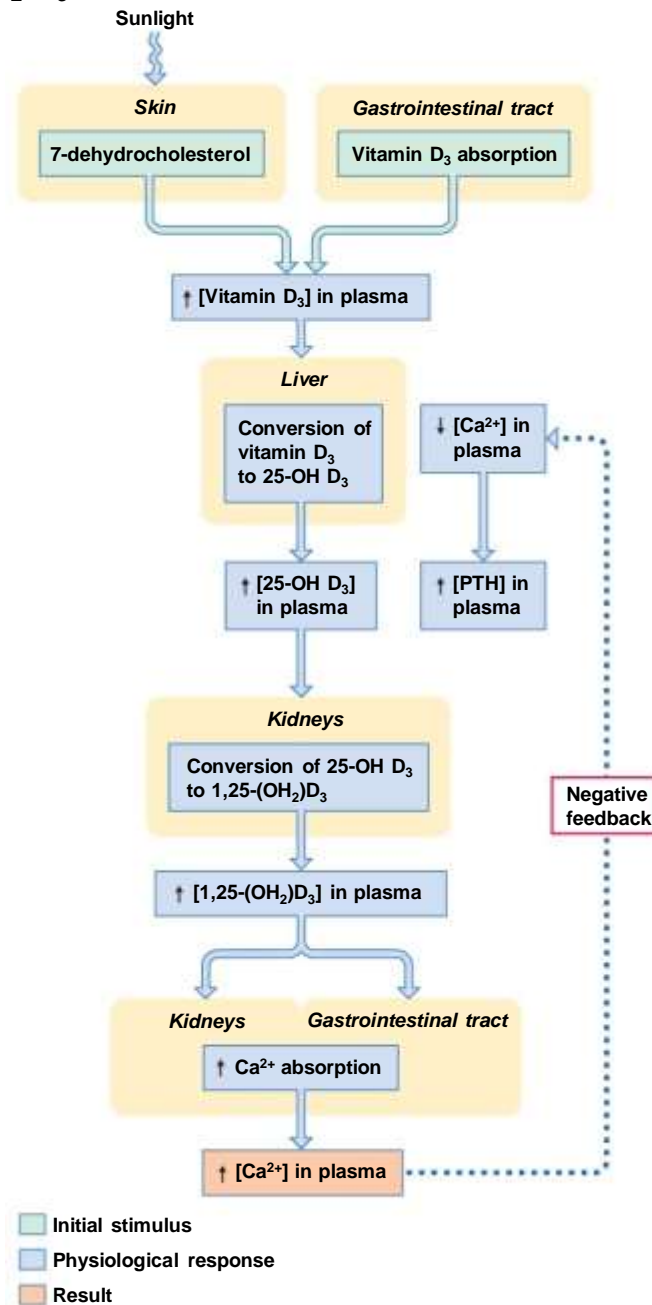 Sunlight
Skin
Gastrointestinal tract
7-dehydrocholesterol
Vitamin D₃ absorption
↑ [Vitamin D₃] in plasma
Liver
Conversion of
vitamin D₃
to 25-OH D₃
↓ [Ca²⁺] in
plasma
↑ [25-OH D₃]
in plasma
↑ [PTH] in
plasma
Kidneys
Conversion of 25-OH D₃
to 1,25-(OH₂)D₃
Negative
feedback
↑ [1,25-(OH₂)D₃] in plasma
Kidneys
Gastrointestinal tract
↑ Ca²⁺ absorption
↑ [Ca²⁺] in plasma
Initial stimulus
Physiological response
Result